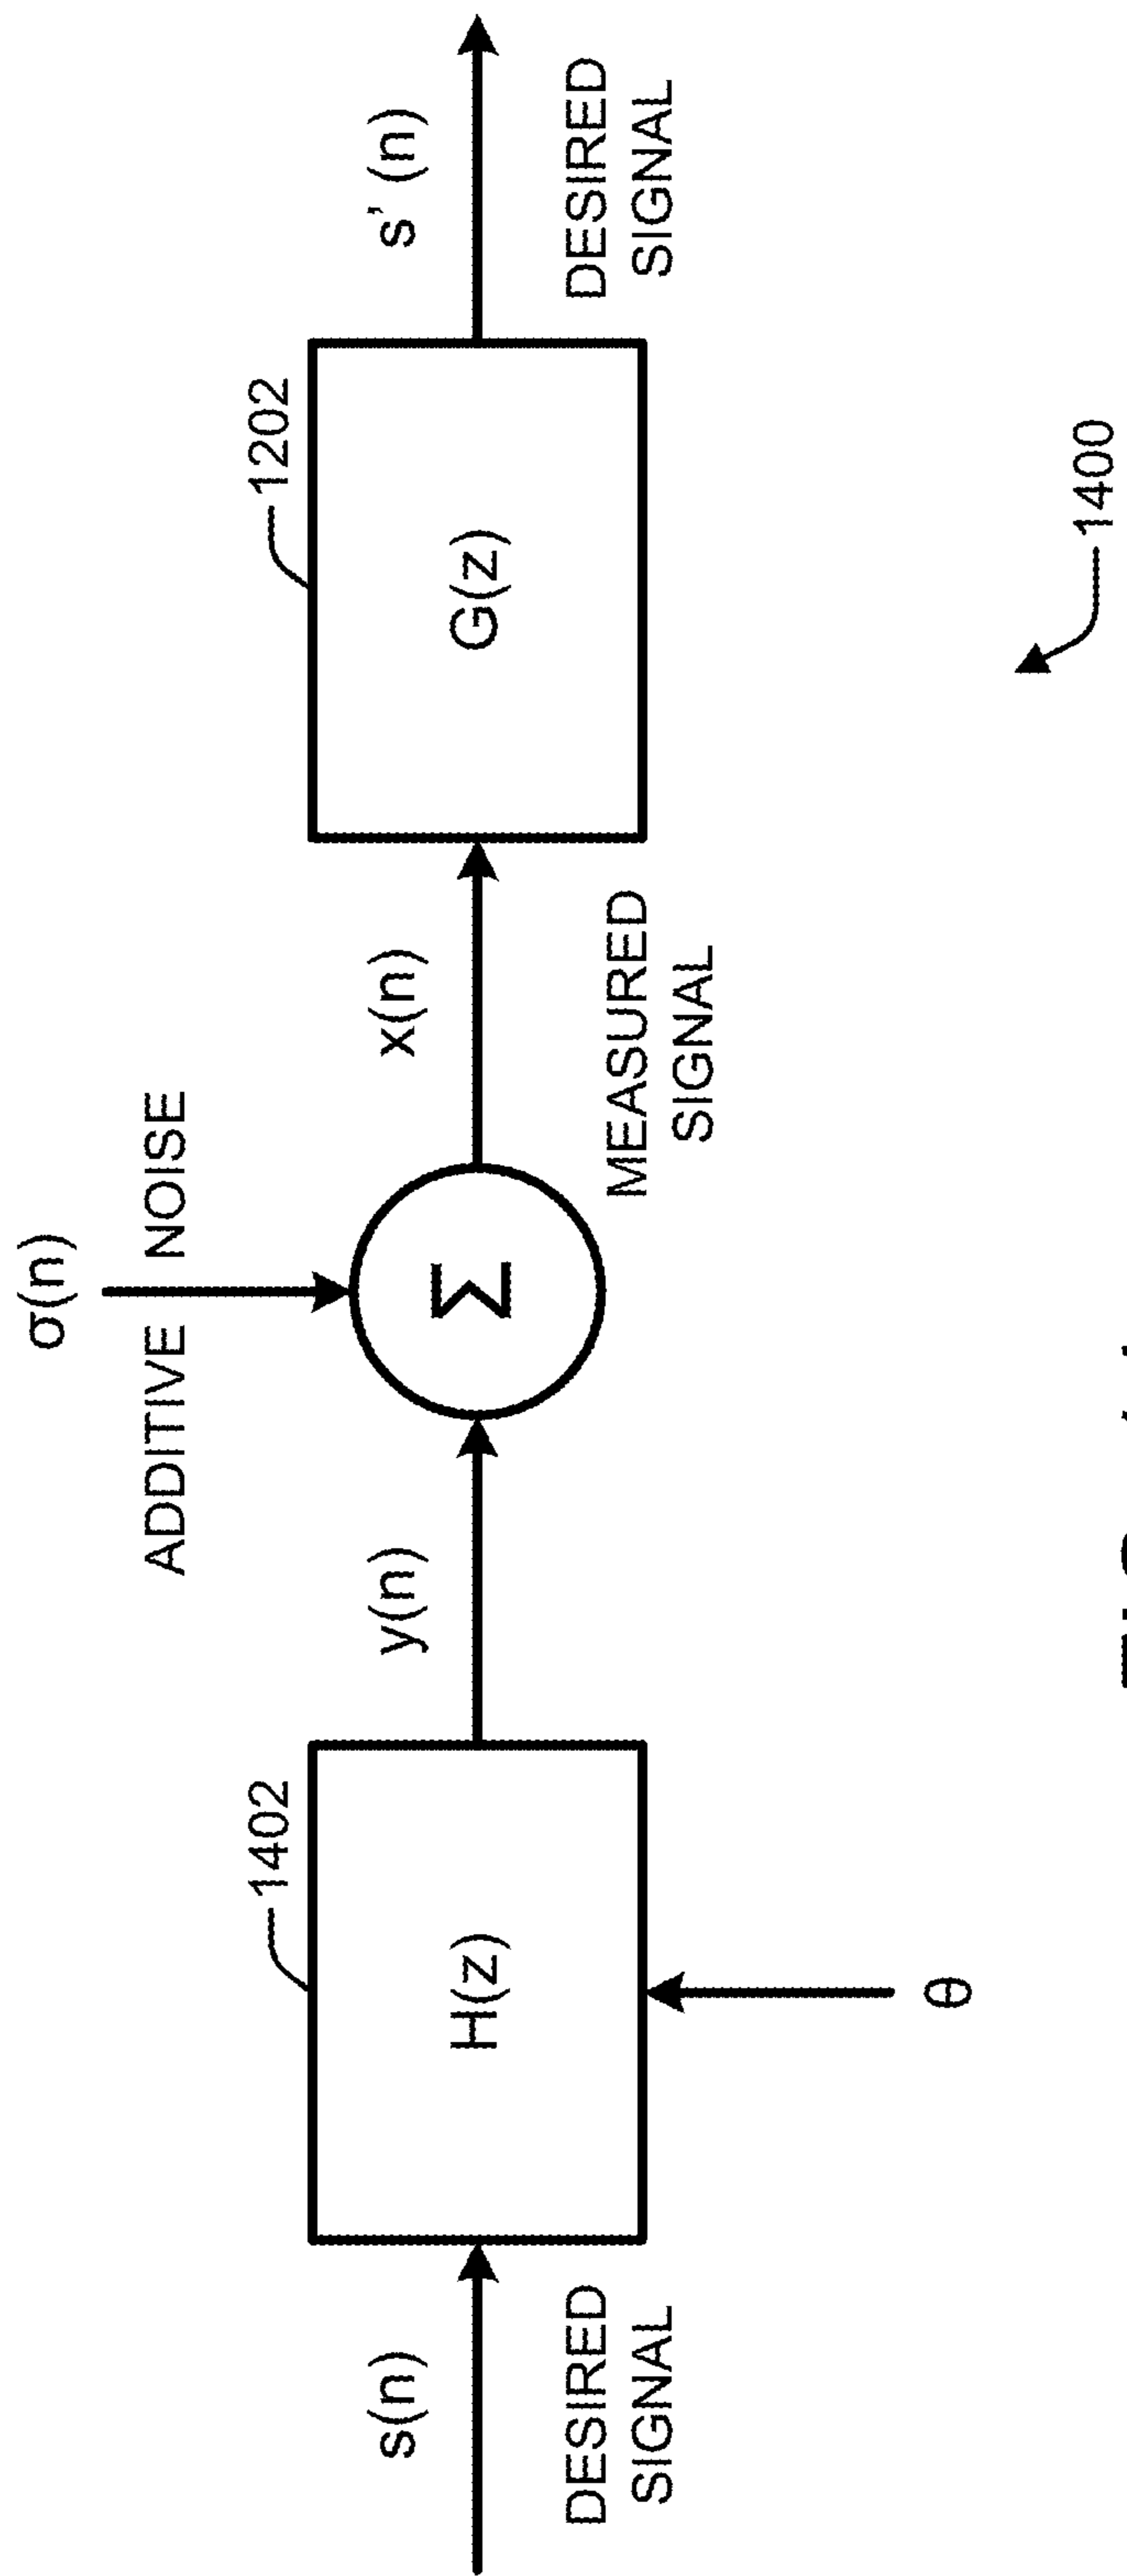 σ(n)
ADDITIVE NOISE
1402
1202
s(n)
y(n)
x(n)
s' (n)
H(z)
Σ
G(z)
DESIRED
SIGNAL
MEASURED
SIGNAL
DESIRED
SIGNAL
θ
1400